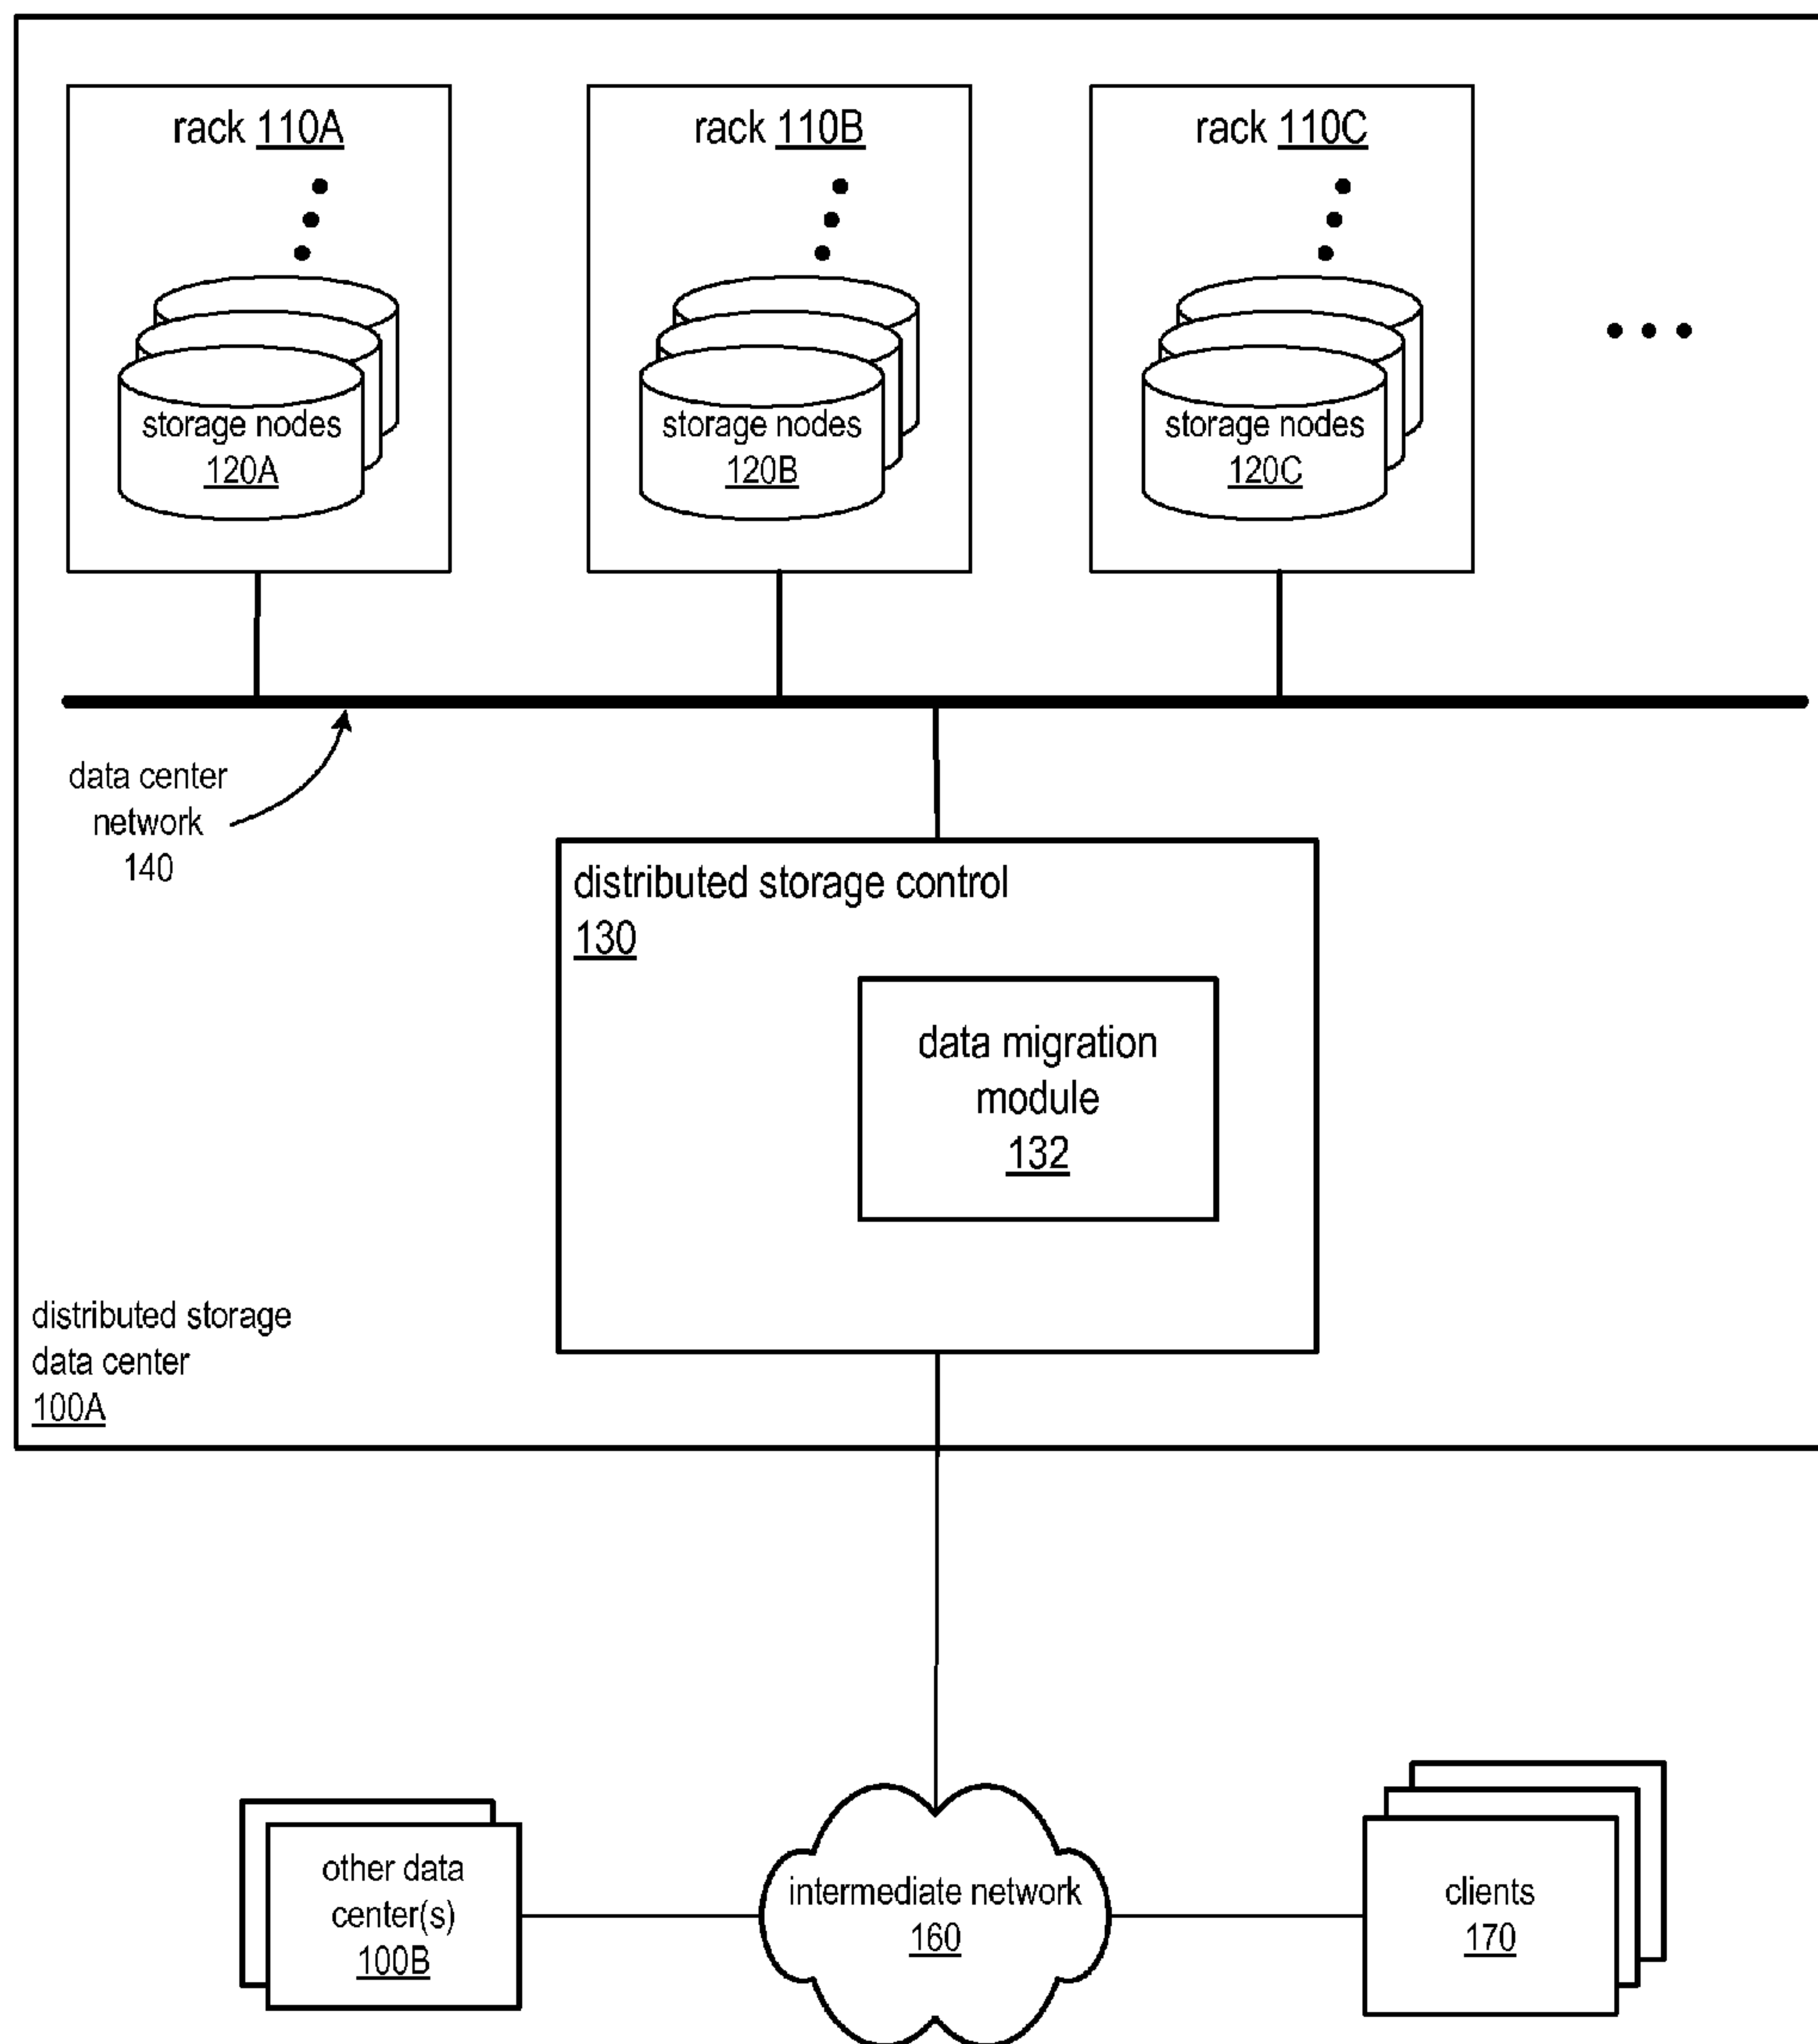 rack 110A
rack 110B
rack 110C
storage nodes
120A
storage nodes
120B
storage nodes
120C
data center
network
140
distributed storage control
130
data migration
module
132
distributed storage
data center
100A
other data
center(s)
100B
intermediate network
160
clients
170